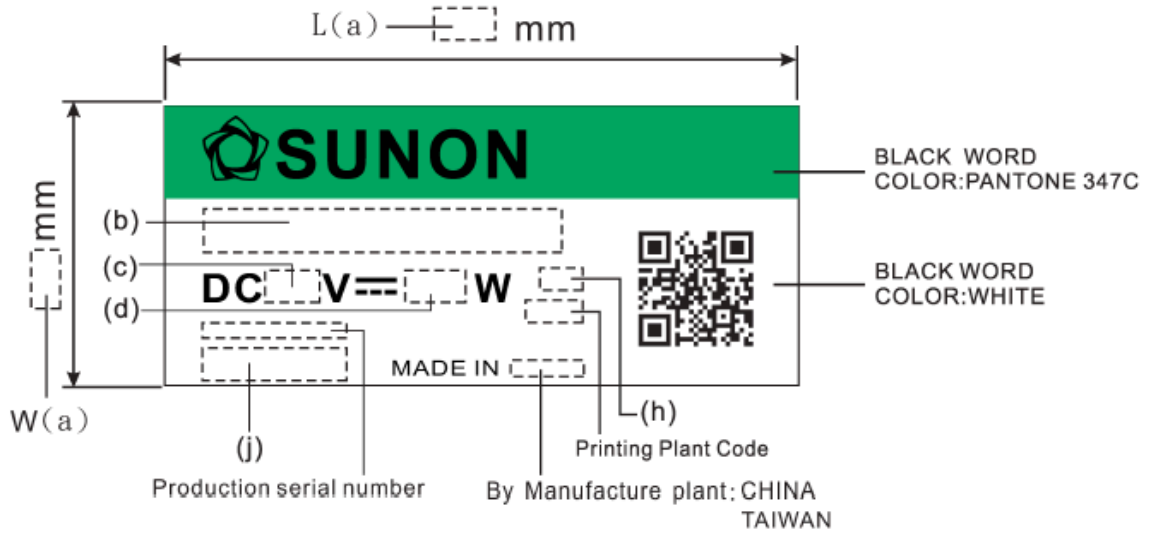 L(a) mm
SUNON
BLACK WORD
COLOR:PANTONE 347C
mm
W(a)
(b)
(c)
DC V W
(d)
BLACK WORD
COLOR:WHITE
MADE IN
(h)
(j)
Printing Plant Code
Production serial number
By Manufacture plant: CHINA
TAIWAN